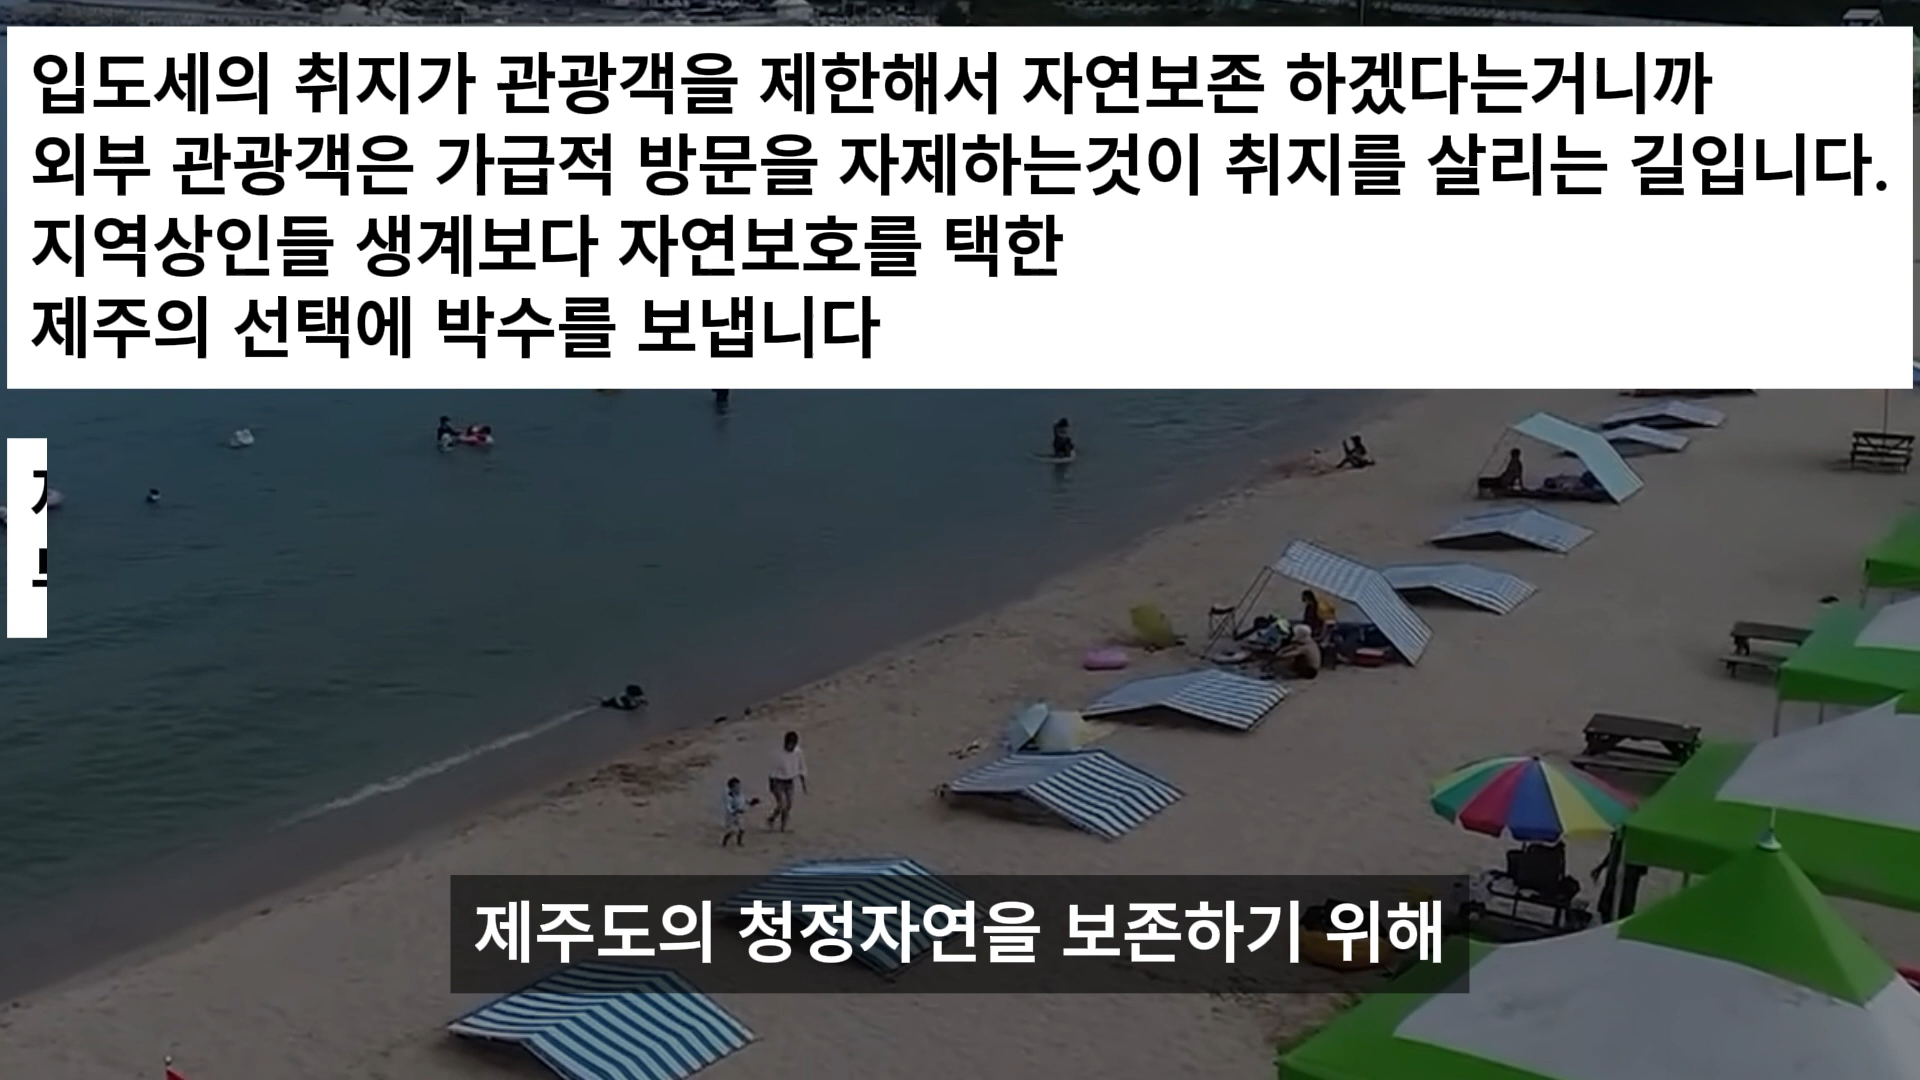 입도세의 취지가 관광객을 제한해서 자연보존 하겠다는거니까
외부 관광객은 가급적 방문을 자제하는것이 취지를 살리는 길입니다.
지역상인들 생계보다 자연보호를 택한
제주의 선택에 박수를 보냅니다
제주도의 청정자연을 보존하기 위해